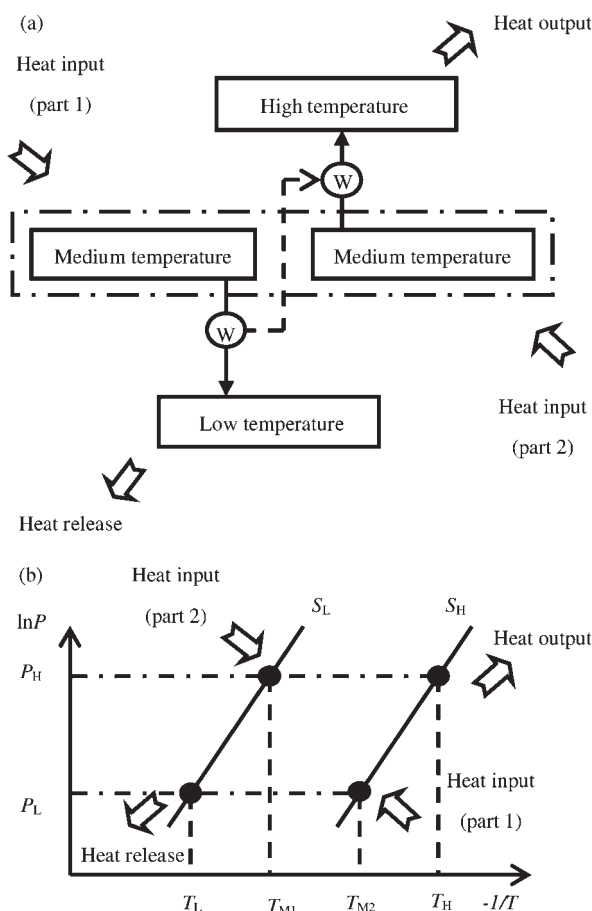 (a)
Heat output
Heat input
(part 1)
High temperature
W
Medium temperature
Medium temperature
W
Low temperature
Heat input
(part 2)
Heat release
(b)
Heat input
(part 2)
lnP
S_L
S_H
Heat output
P_H
Heat input
(part 1)
P_L
Heat release
T_L
T_M1
T_M2
T_H
-1/T